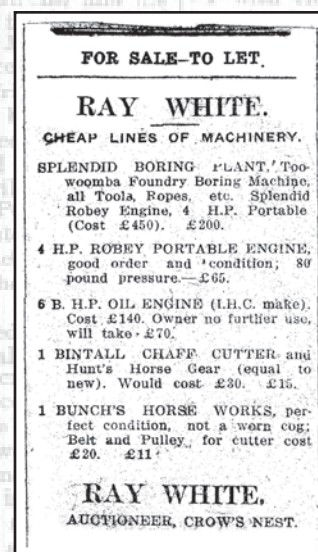 FOR SALE—TO LET.
RAY WHITE.
CHEAP LINES OF MACHINERY.
SPLENDID BORING PLANT, Too-
woomba Foundry Boring Machine,
all Tools, Ropes, etc. Splendid
Robey Engine, 4 H.P. Portable
(Cost £450). £200.
4 H.P. ROBEY PORTABLE ENGINE,
good order and condition; 80
pound pressure.—£65.
6 B. H.P. OIL ENGINE (I.H.C. make).
Cost £140. Owner no further use,
will take £70.
1 BINTALL CHAFF CUTTER and
Hunt's Horse Gear (equal to
new). Would cost £30. £15.
1 BUNCH'S HORSE WORKS, per-
fect condition, not a worn cog;
Belt and Pulley for cutter cost
£20. £11
RAY WHITE,
AUCTIONEER, CROW'S NEST.